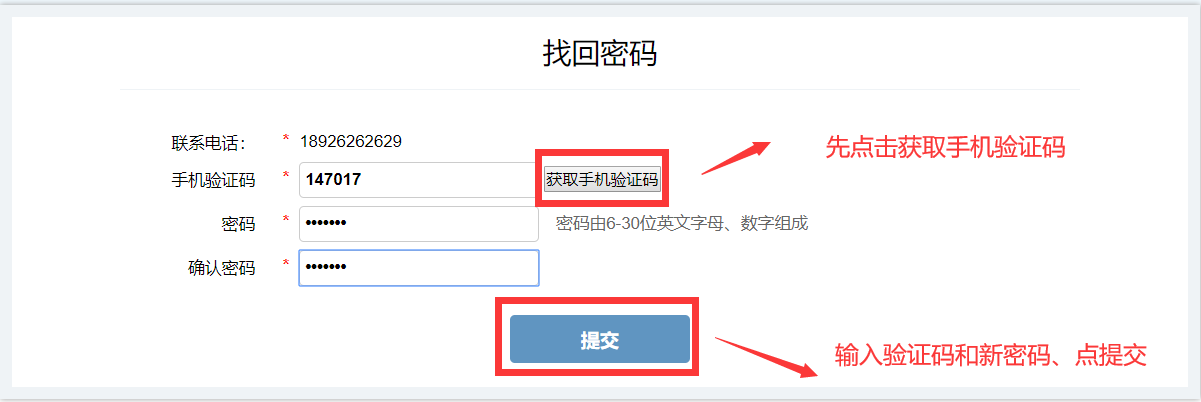 找回密码
联系电话： * 18926262629
先点击获取手机验证码
手机验证码 * 147017 获取手机验证码
密码 * ••••••• 密码由6-30位英文字母、数字组成
确认密码 * •••••••
提交
输入验证码和新密码、点提交